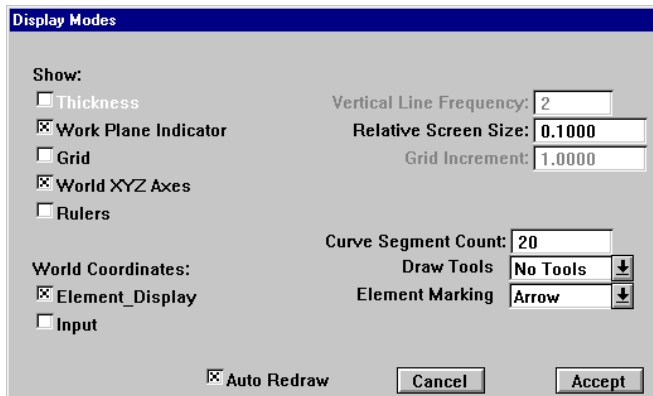 Display Modes
Show:
Thickness
Vertical Line Frequency: 2
Work Plane Indicator
Relative Screen Size: 0.1000
Grid
Grid Increment: 1.0000
World XYZ Axes
Rulers
Curve Segment Count: 20
World Coordinates:
Draw Tools No Tools
Element_Display
Element Marking Arrow
Input
Auto Redraw
Cancel
Accept